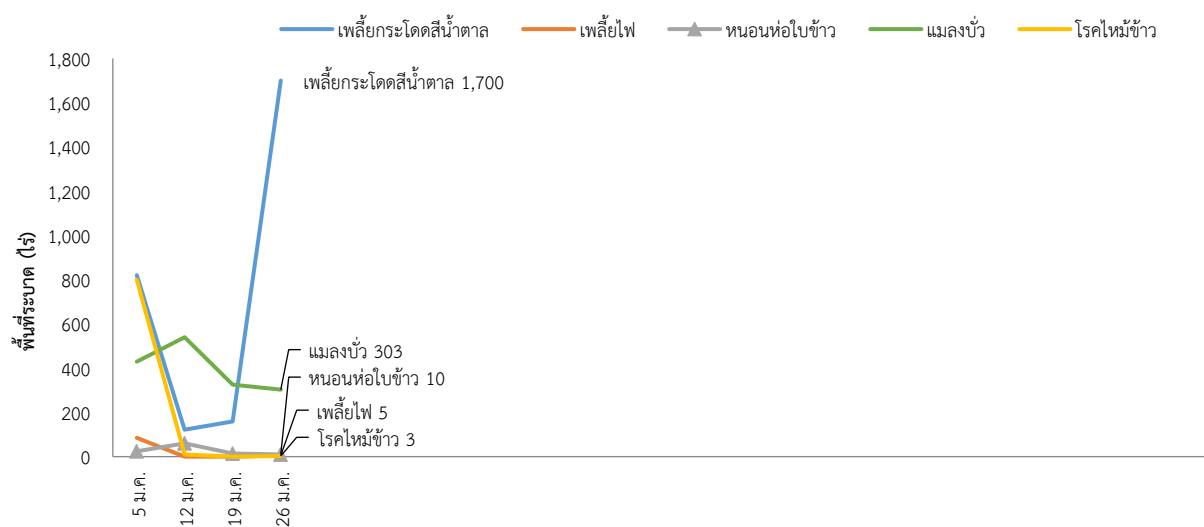 เพลี้ยกระโดดสีน้ำตาล เพลี้ยไฟ หนอนห่อใบข้าว แมลงบั่ว โรคไหม้ข้าว
พื้นที่ระบาด (ไร่)
1,800
1,600
1,400
1,200
1,000
800
600
400
200
0
เพลี้ยกระโดดสีน้ำตาล 1,700
แมลงบั่ว 303
หนอนห่อใบข้าว 10
เพลี้ยไฟ 5
โรคไหม้ข้าว 3
5 ม.ค.
12 ม.ค.
19 ม.ค.
26 ม.ค.